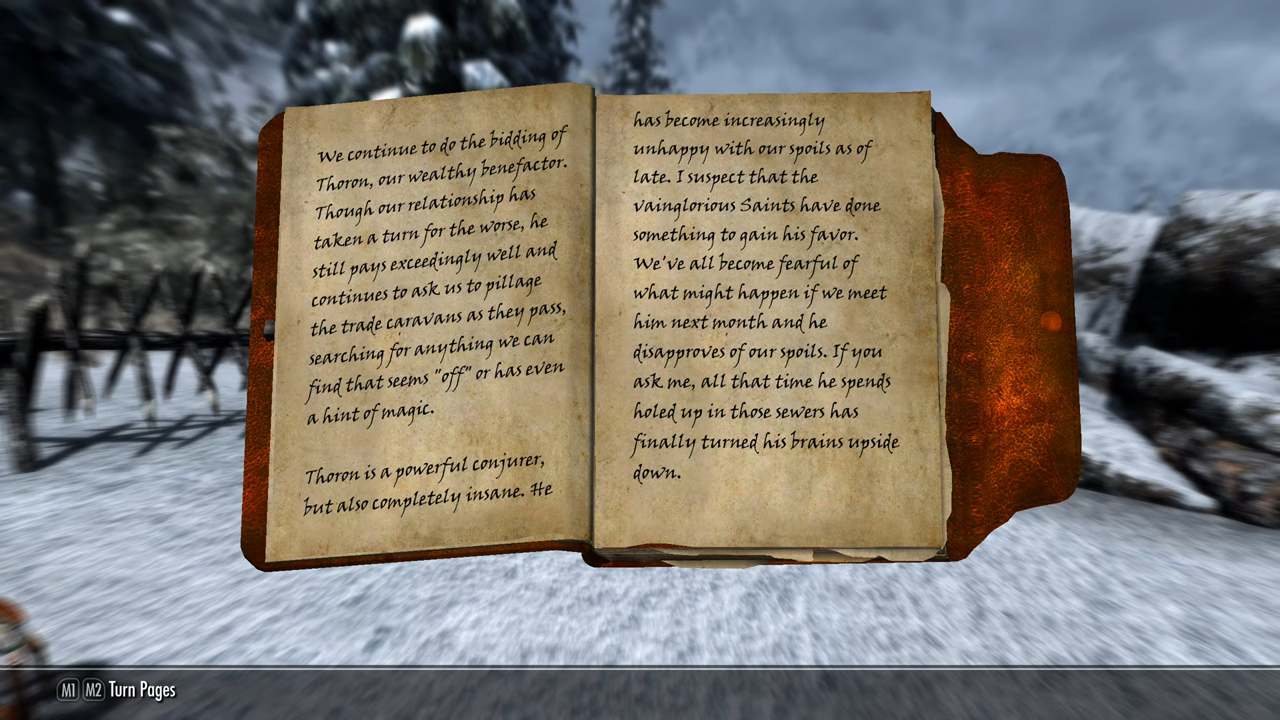 We continue to do the bidding of
Thoron, our wealthy benefactor.
Though our relationship has
taken a turn for the worse, he
still pays exceedingly well and
continues to ask us to pillage
the trade caravans as they pass,
searching for anything we can
find that seems "off" or has even
a hint of magic.
Thoron is a powerful conjurer,
but also completely insane. He
has become increasingly
unhappy with our spoils as of
late. I suspect that the
vainglorious Saints have done
something to gain his favor.
We've all become fearful of
what might happen if we meet
him next month and he
disapproves of our spoils. If you
ask me, all that time he spends
holed up in those sewers has
finally turned his brains upside
down.
M1 M2 Turn Pages